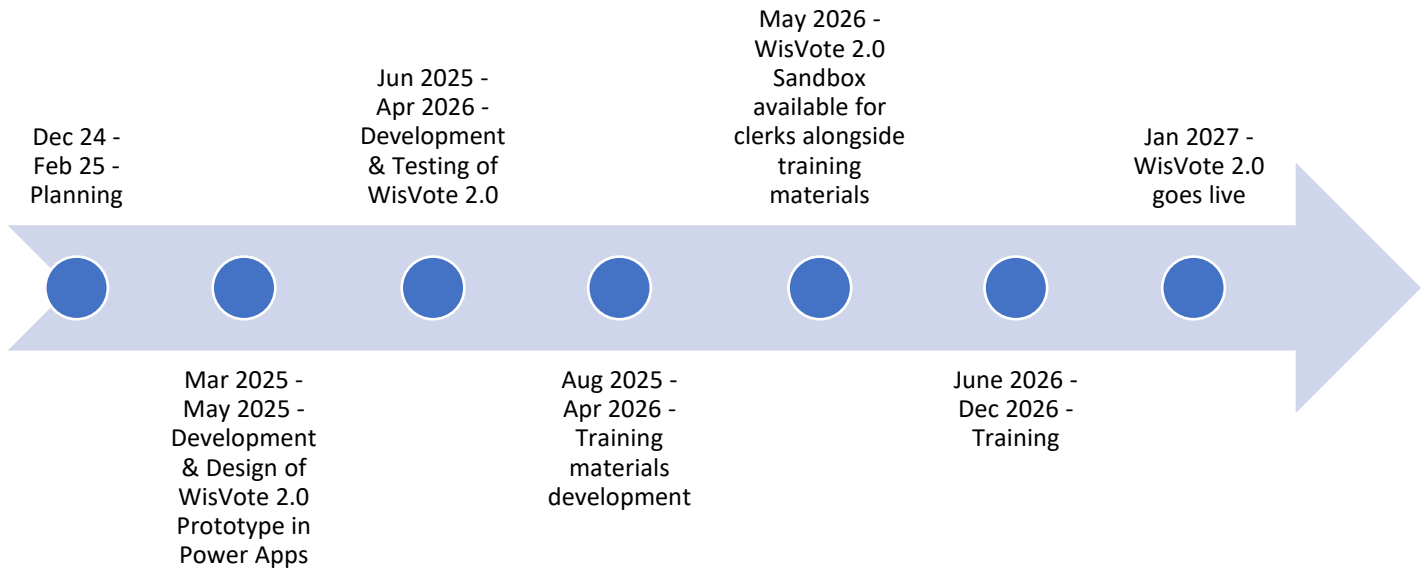 Dec 24 -
Feb 25 -
Planning
Mar 2025 -
May 2025 -
Development
& Design of
WisVote 2.0
Prototype in
Power Apps
Jun 2025 -
Apr 2026 -
Development
& Testing of
WisVote 2.0
Aug 2025 -
Apr 2026 -
Training
materials
development
May 2026 -
WisVote 2.0
Sandbox
available for
clerks alongside
training
materials
June 2026 -
Dec 2026 -
Training
Jan 2027 -
WisVote 2.0
goes live